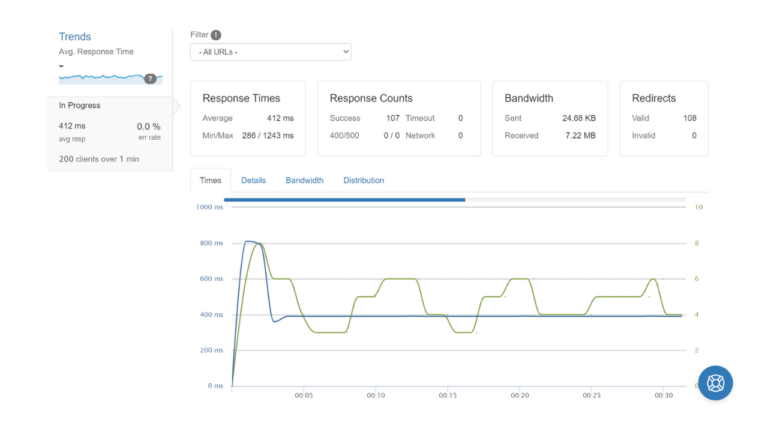 Trends
Avg. Response Time
-
?
In Progress
412 ms 0.0 %
avg resp err rate
200 clients over 1 min
Filter !
- All URLs -
Response Times
Average 412 ms
Min/Max 286 / 1243 ms
Response Counts
Success 107 Timeout 0
400/500 0 / 0 Network 0
Bandwidth
Sent 24.68 KB
Received 7.22 MB
Redirects
Valid 108
Invalid 0
Times Details Bandwidth Distribution
1000 ms 10
800 ms 8
600 ms 6
400 ms 4
200 ms 2
0 ms 0
00:05 00:10 00:15 00:20 00:25 00:30